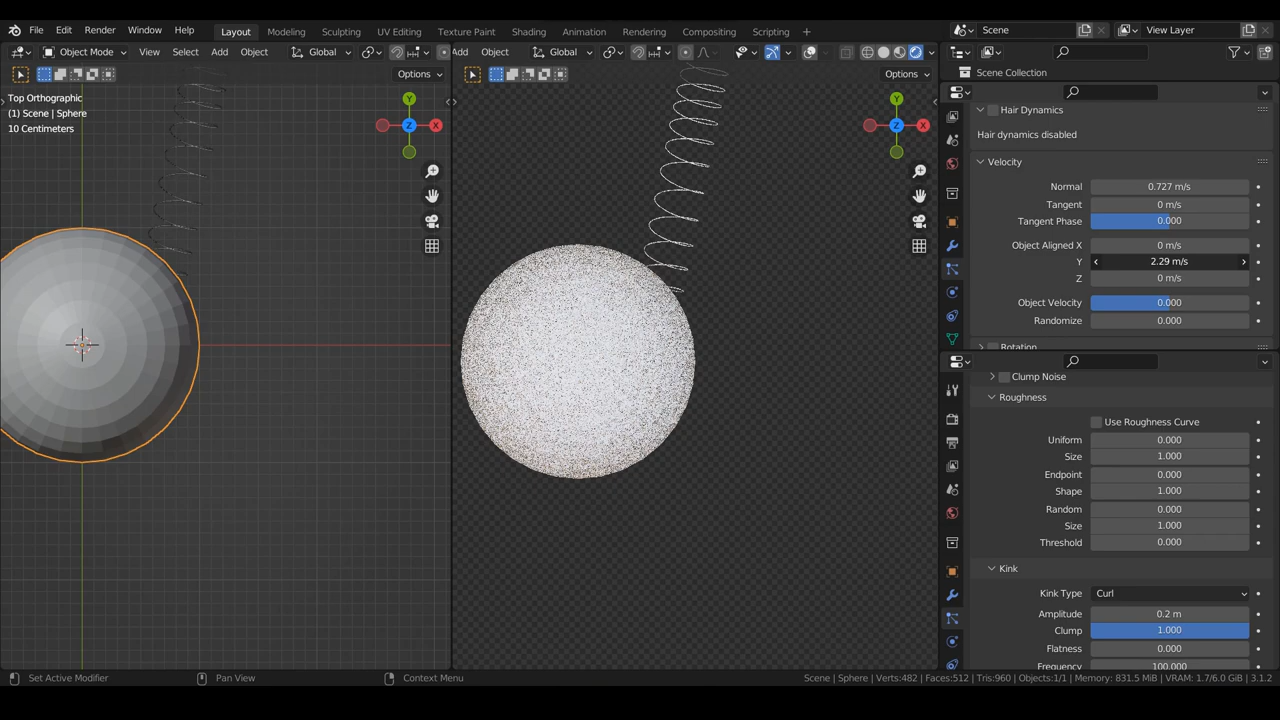 File Edit Render Window Help Layout Modeling Sculpting UV Editing Texture Paint Shading Animation Rendering Compositing Scripting + Scene View Layer
Object Mode View Select Add Object Global Add Object Global
Options Options Scene Collection
Top Orthographic
(1) Scene | Sphere
10 Centimeters
Y
X
Z
Y
X
Z
Hair Dynamics
Hair dynamics disabled
Velocity
Normal 0.727 m/s
Tangent 0 m/s
Tangent Phase 0.000
Object Aligned X 0 m/s
Y 2.29 m/s
Z 0 m/s
Object Velocity 0.000
Randomize 0.000
Rotation
Clump Noise
Roughness
Use Roughness Curve
Uniform 0.000
Size 1.000
Endpoint 0.000
Shape 1.000
Random 0.000
Size 1.000
Threshold 0.000
Kink
Kink Type Curl
Amplitude 0.2 m
Clump 1.000
Flatness 0.000
Frequency 100.000
Set Active Modifier Pan View Context Menu Scene | Sphere | Verts:482 | Faces:512 | Tris:960 | Objects:1/1 | Memory: 831.5 MiB | VRAM: 1.7/6.0 GiB | 3.1.2